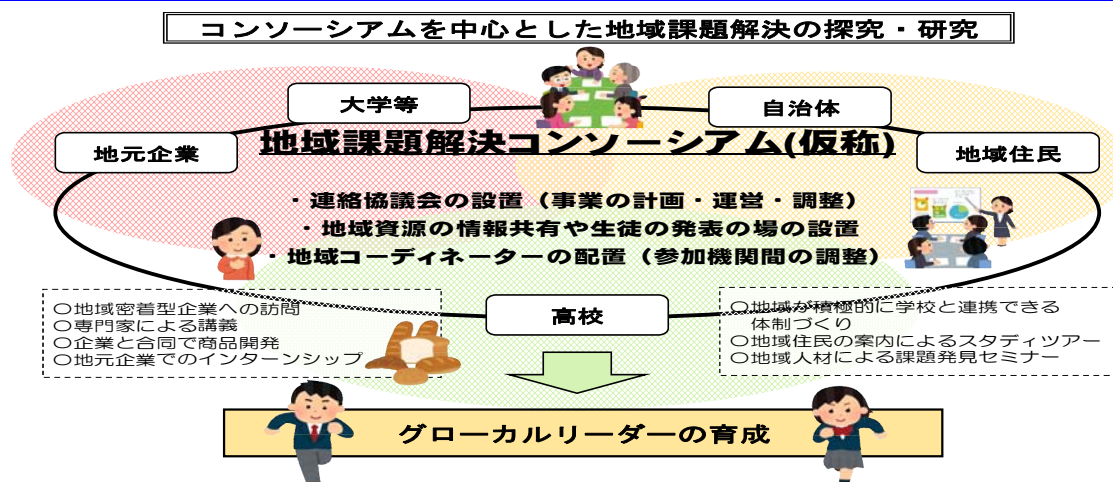 コンソーシアムを中心とした地域課題解決の探究・研究
大学等
自治体
地元企業
地域課題解決コンソーシアム(仮称)
地域住民
・連絡協議会の設置（事業の計画・運営・調整）
・地域資源の情報共有や生徒の発表の場の設置
・地域コーディネーターの配置（参加機関間の調整）
高校
〇地域密着型企業への訪問
〇専門家による講義
〇企業と合同で商品開発
〇地元企業でのインターンシップ
〇地域が積極的に学校と連携できる
体制づくり
〇地域住民の案内によるスタディツアー
〇地域人材による課題発見セミナー
グローカルリーダーの育成